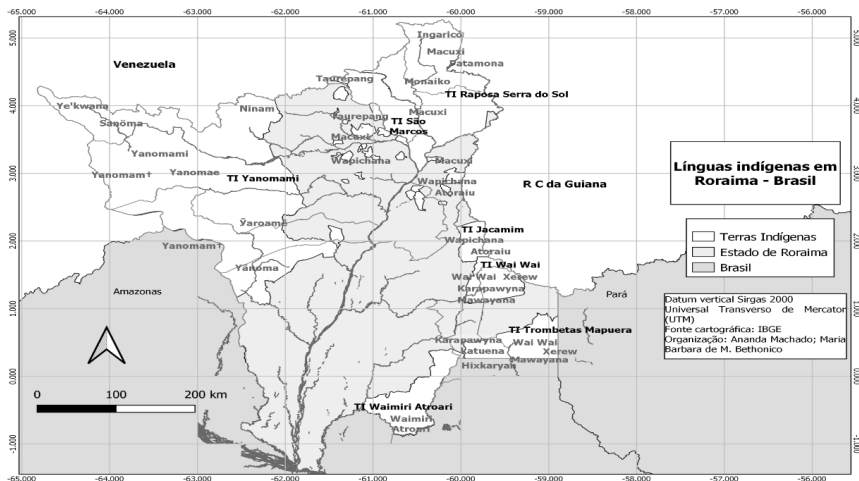 -65.000 -64.000 -63.000 -62.000 -61.000 -60.000 -59.000 -58.000 -57.000 -56.000
5.000
Ingaricó
Macuxi
Venezuela
Patamona
Taurepang
Monaiko
TI Raposa Serra do Sol
4.000
Ye'kwana
Ninam
Macuxi
Taurepang
TI São
Marcos
Sanöma
Macuxi
Yanomami
Wapichana
Macuxi
Línguas indígenas em
Roraima - Brasil
3.000
Yanomam†
Yanomae
TI Yanomami
Wapichana
R C da Guiana
Atoraiu
Ỹaroamë
TI Jacamim
Terras Indígenas
2.000
Yanomam†
Wapichana
Atoraiu
Estado de Roraima
Yanoma
TI Wai Wai
Brasil
Wai Wai Xerew
Amazonas
Karapawyna
Pará
Mawayana
1.000
Datum vertical Sirgas 2000
Universal Transverso de Mercator
(UTM)
Fonte cartográfica: IBGE
Organização: Ananda Machado; Maria
Barbara de M. Bethonico
TI Trombetas Mapuera
Karapawyna
Wai Wai
Katuena
Xerew
Mawayana
Hixkaryan
0.000
0 100 200 km
TI Waimiri Atroari
Waimiri
Atroari
-1.000
-65.000 -64.000 -63.000 -62.000 -61.000 -60.000 -59.000 -58.000 -57.000 -56.000